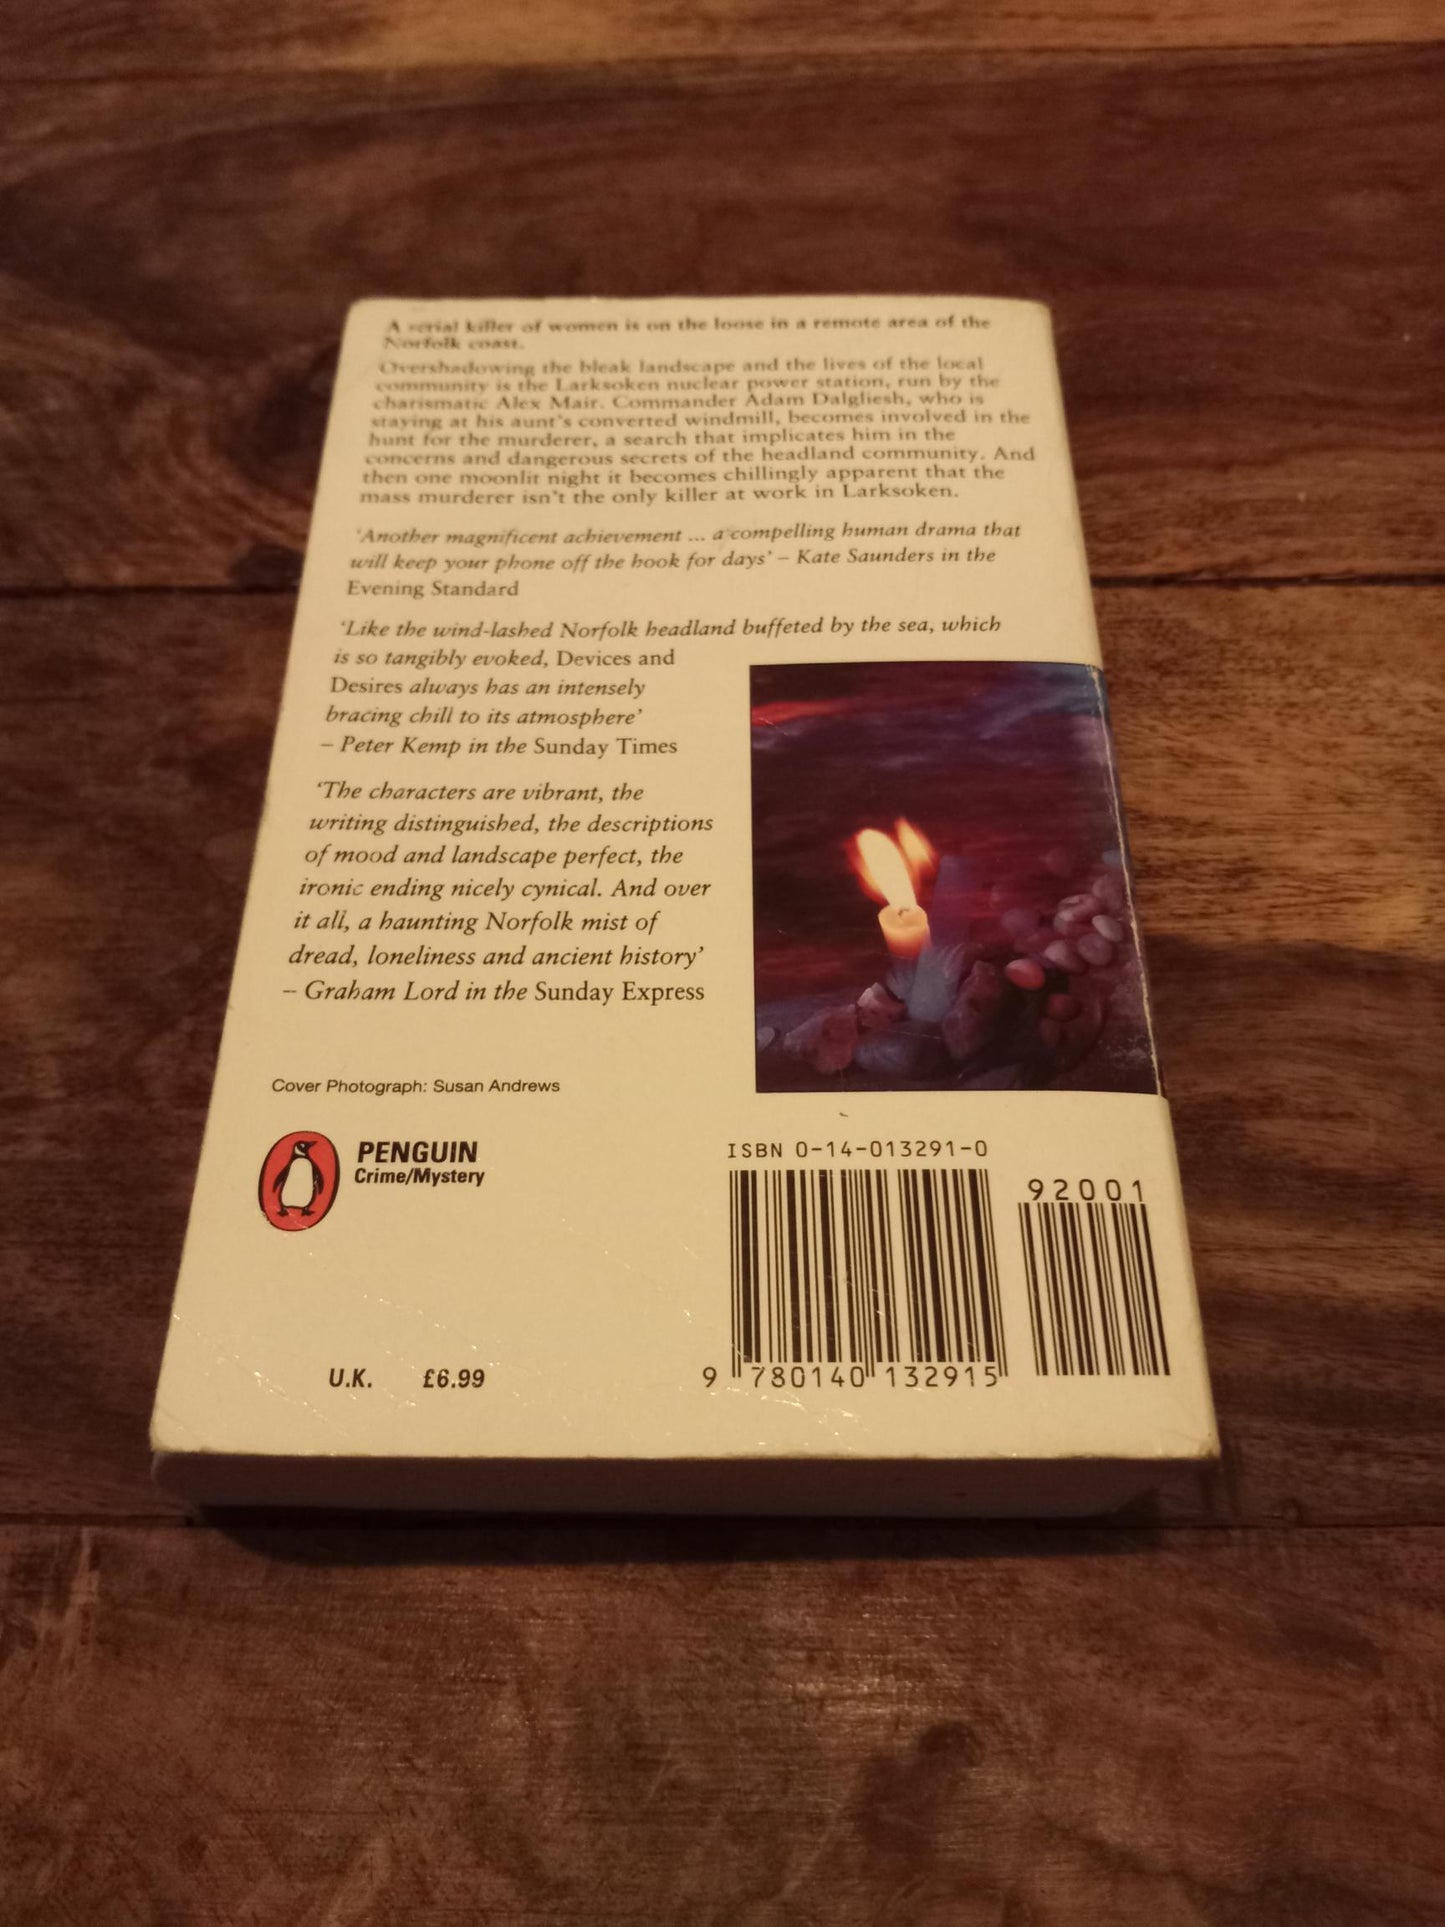 A serial killer of women is on the loose in a remote area of the
Norfolk coast.
Overshadowing the bleak landscape and the lives of the local
community is the Larksoken nuclear power station, run by the
charismatic Alex Mair. Commander Adam Dalgliesh, who is
staying at his aunt's converted windmill, becomes involved in the
hunt for the murderer, a search that implicates him in the
concerns and dangerous secrets of the headland community. And
then one moonlit night it becomes chillingly apparent that the
mass murderer isn't the only killer at work in Larksoken.
'Another magnificent achievement ... a compelling human drama that
will keep your phone off the hook for days' – Kate Saunders in the
Evening Standard
'Like the wind-lashed Norfolk headland buffeted by the sea, which
is so tangibly evoked, Devices and
Desires always has an intensely
bracing chill to its atmosphere'
– Peter Kemp in the Sunday Times
'The characters are vibrant, the
writing distinguished, the descriptions
of mood and landscape perfect, the
ironic ending nicely cynical. And over
it all, a haunting Norfolk mist of
dread, loneliness and ancient history'
– Graham Lord in the Sunday Express
Cover Photograph: Susan Andrews
PENGUIN
Crime/Mystery
ISBN 0-14-013291-0
92001
9 780140 132915
U.K. £6.99